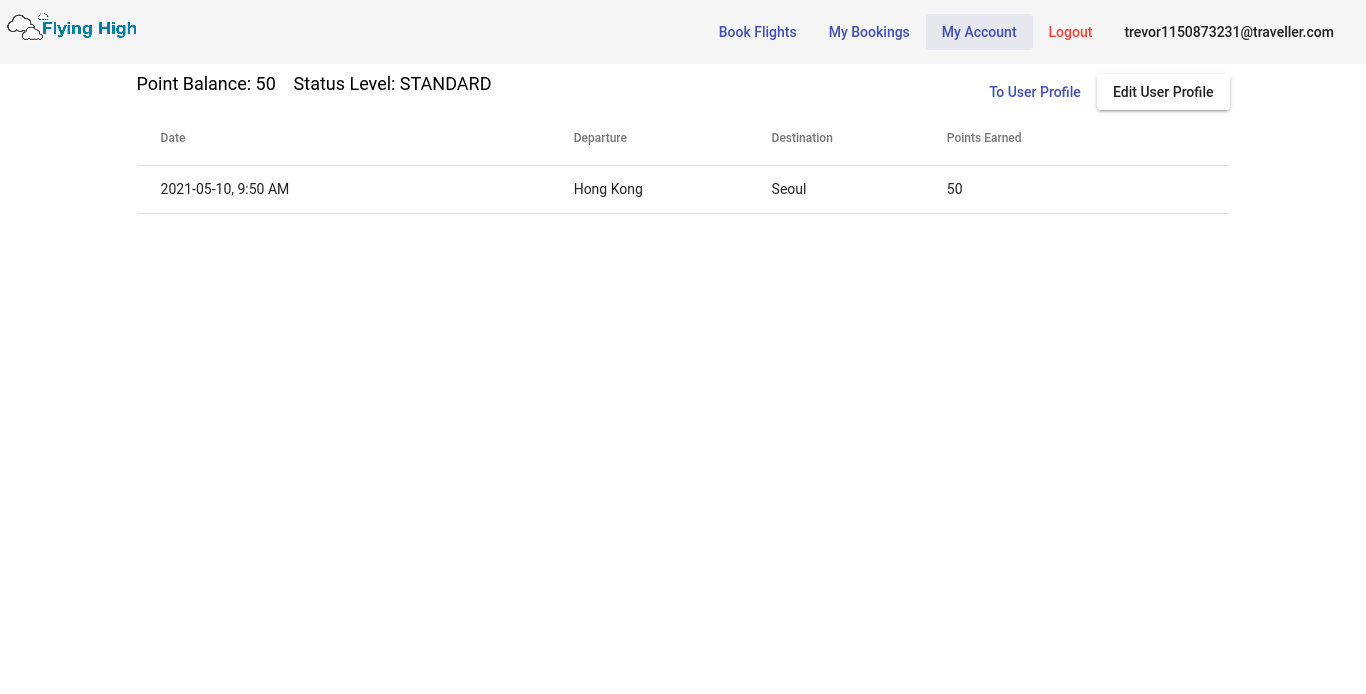 Flying High
Book Flights My Bookings My Account Logout trevor1150873231@traveller.com
Point Balance: 50 Status Level: STANDARD To User Profile Edit User Profile
Date Departure Destination Points Earned
2021-05-10, 9:50 AM Hong Kong Seoul 50